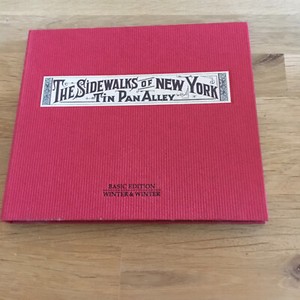 THE SIDEWALKS OF NEW YORK
TIN PAN ALLEY
BASIC EDITION
WINTER & WINTER